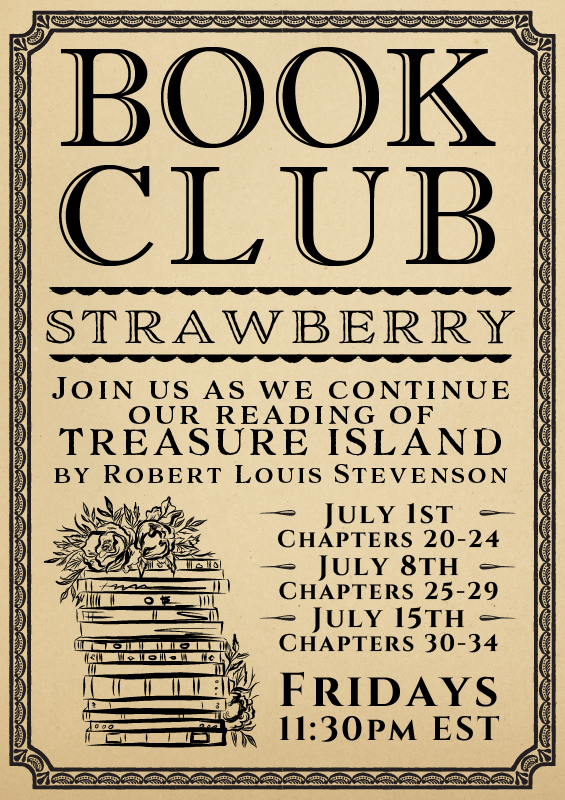 BOOK
CLUB
STRAWBERRY
JOIN US AS WE CONTINUE
OUR READING OF
TREASURE ISLAND
BY ROBERT LOUIS STEVENSON
JULY 1ST
CHAPTERS 20-24
JULY 8TH
CHAPTERS 25-29
JULY 15TH
CHAPTERS 30-34
FRIDAYS
11:30PM EST